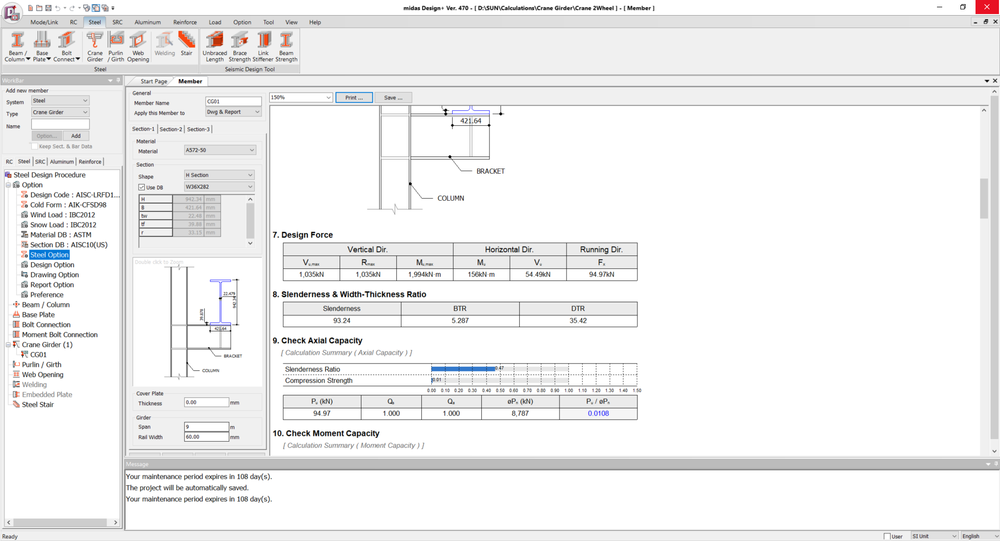 midas Design+ Ver. 470 - [ D:\SUN\Calculations\Crane Girder\Crane 2Wheel ] - [ Member ]
Mode/Link RC Steel SRC Aluminum Reinforce Load Option Tool View Help
Beam / Column Base Plate Bolt Connect Crane Girder Purlin / Girth Web Opening Welding Stair Unbraced Length Brace Strength Link Stiffener Beam Strength
Steel Seismic Design Tool
WorkBar
Add new member
System Steel
Type Crane Girder
Name
Option... Add
Keep Sect. & Bar Data
RC Steel SRC Aluminum Reinforce
Steel Design Procedure
Option
Design Code : AISC-LRFD1...
Cold Form : AIK-CFSD98
Wind Load : IBC2012
Snow Load : IBC2012
Material DB : ASTM
Section DB : AISC10(US)
Steel Option
Design Option
Drawing Option
Report Option
Preference
Beam / Column
Base Plate
Bolt Connection
Moment Bolt Connection
Crane Girder (1)
CG01
Purlin / Girth
Web Opening
Welding
Embedded Plate
Steel Stair
Start Page Member
General
Member Name CG01
Apply this Member to Dwg & Report
Section-1 Section-2 Section-3
Material
Material A572-50
Section
Shape H Section
Use DB W36X282
H 942.34 mm
B 421.64 mm
tw 22.48 mm
tf 39.88 mm
r 33.15 mm
Double click to Zoom
22.479
942.34
39.878
421.64
BRACKET
COLUMN
Cover Plate
Thickness 0.00 mm
Girder
Span 9 m
Rail Width 60.00 mm
150% Print ... Save ...
421.64
BRACKET
COLUMN
7. Design Force
Vertical Dir. Horizontal Dir. Running Dir.
Vu,max Rmax Mu,max Mu Vu Fx
1,035kN 1,035kN 1,994kN·m 156kN·m 54.49kN 94.97kN
8. Slenderness & Width-Thickness Ratio
Slenderness BTR DTR
93.24 5.287 35.42
9. Check Axial Capacity
[ Calculation Summary ( Axial Capacity ) ]
Slenderness Ratio 0.47
Compression Strength 0.01
0.00 0.10 0.20 0.30 0.40 0.50 0.60 0.70 0.80 0.90 1.00 1.10 1.20 1.30 1.40 1.50
Pu (kN) Qs Qa øPn (kN) Pu / øPn
94.97 1.000 1.000 8,787 0.0108
10. Check Moment Capacity
[ Calculation Summary ( Moment Capacity ) ]
Message
Your maintenance period expires in 108 day(s).
The project will be automatically saved.
Your maintenance period expires in 108 day(s).
Ready User SI Unit English